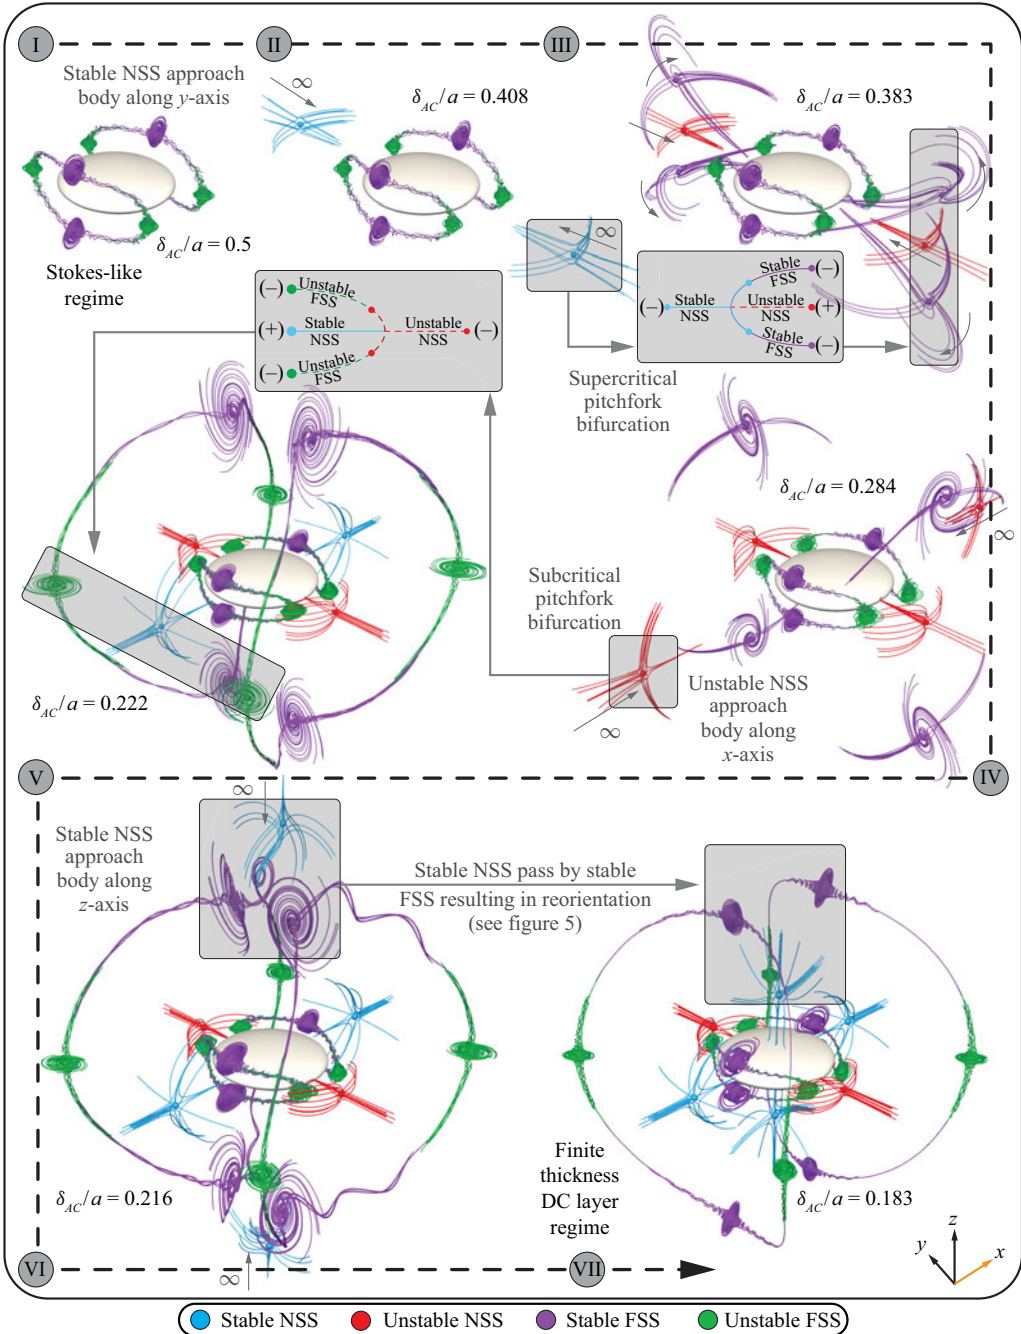 I
II
III
Stable NSS approach
body along y-axis
∞
δAC/a = 0.408
δAC/a = 0.383
δAC/a = 0.5
Stokes-like
regime
∞
∞
(−)
Unstable
FSS
(+)
Stable
NSS
Unstable
NSS
(−)
(−)
Unstable
FSS
(−)
Stable
NSS
Stable
FSS
(−)
Unstable
NSS
(+)
Stable
FSS
(−)
Supercritical
pitchfork
bifurcation
δAC/a = 0.284
∞
Subcritical
pitchfork
bifurcation
δAC/a = 0.222
∞
Unstable NSS
approach
body along
x-axis
V
IV
∞
Stable NSS
approach
body along
z-axis
Stable NSS pass by stable
FSS resulting in reorientation
(see figure 5)
δAC/a = 0.216
∞
Finite
thickness
DC layer
regime
δAC/a = 0.183
z
y
x
VI
VII
Stable NSS
Unstable NSS
Stable FSS
Unstable FSS